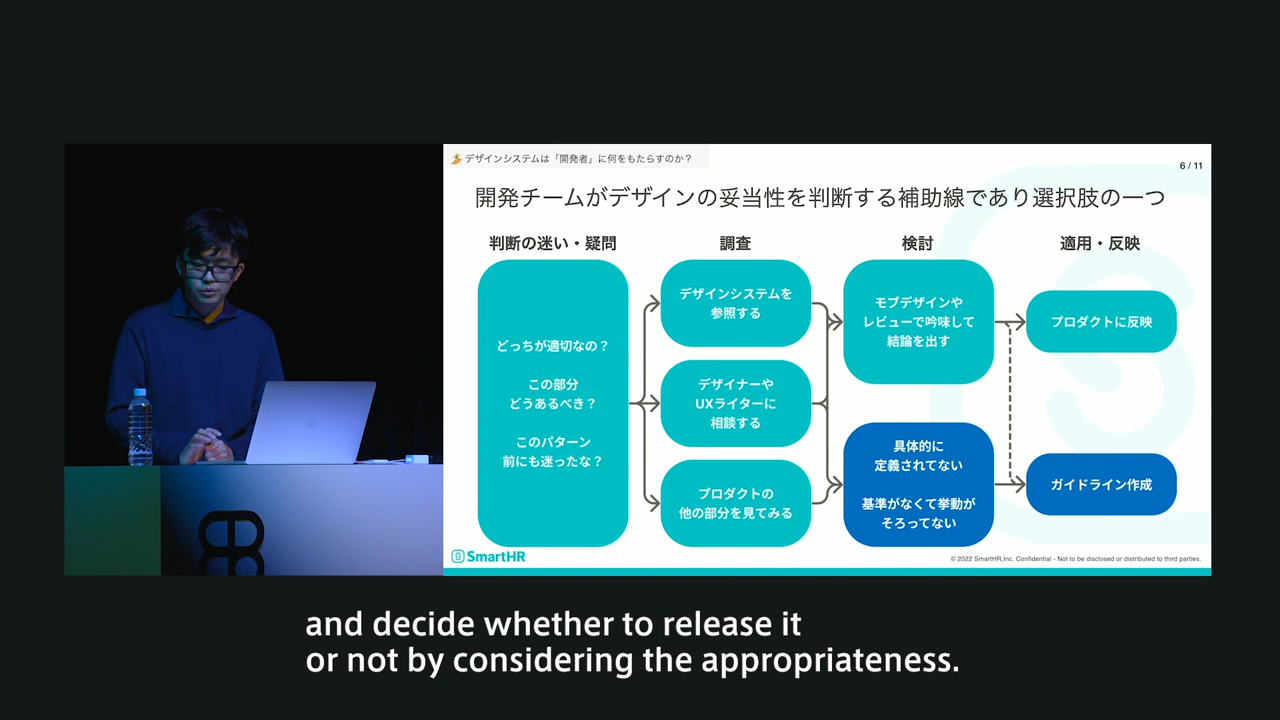 デザインシステムは「開発者」に何をもたらすのか？
6 / 11
開発チームがデザインの妥当性を判断する補助線であり選択肢の一つ
判断の迷い・疑問
どっちが適切なの？
この部分
どうあるべき？
このパターン
前にも迷ったな？
調査
デザインシステムを
参照する
デザイナーや
UXライターに
相談する
プロダクトの
他の部分を見てみる
検討
モブデザインや
レビューで吟味して
結論を出す
具体的に
定義されてない
基準がなくて挙動が
そろってない
適用・反映
プロダクトに反映
ガイドライン作成
SmartHR
© 2022 SmartHR,Inc. Confidential - Not to be disclosed or distributed to third parties.
and decide whether to release it
or not by considering the appropriateness.